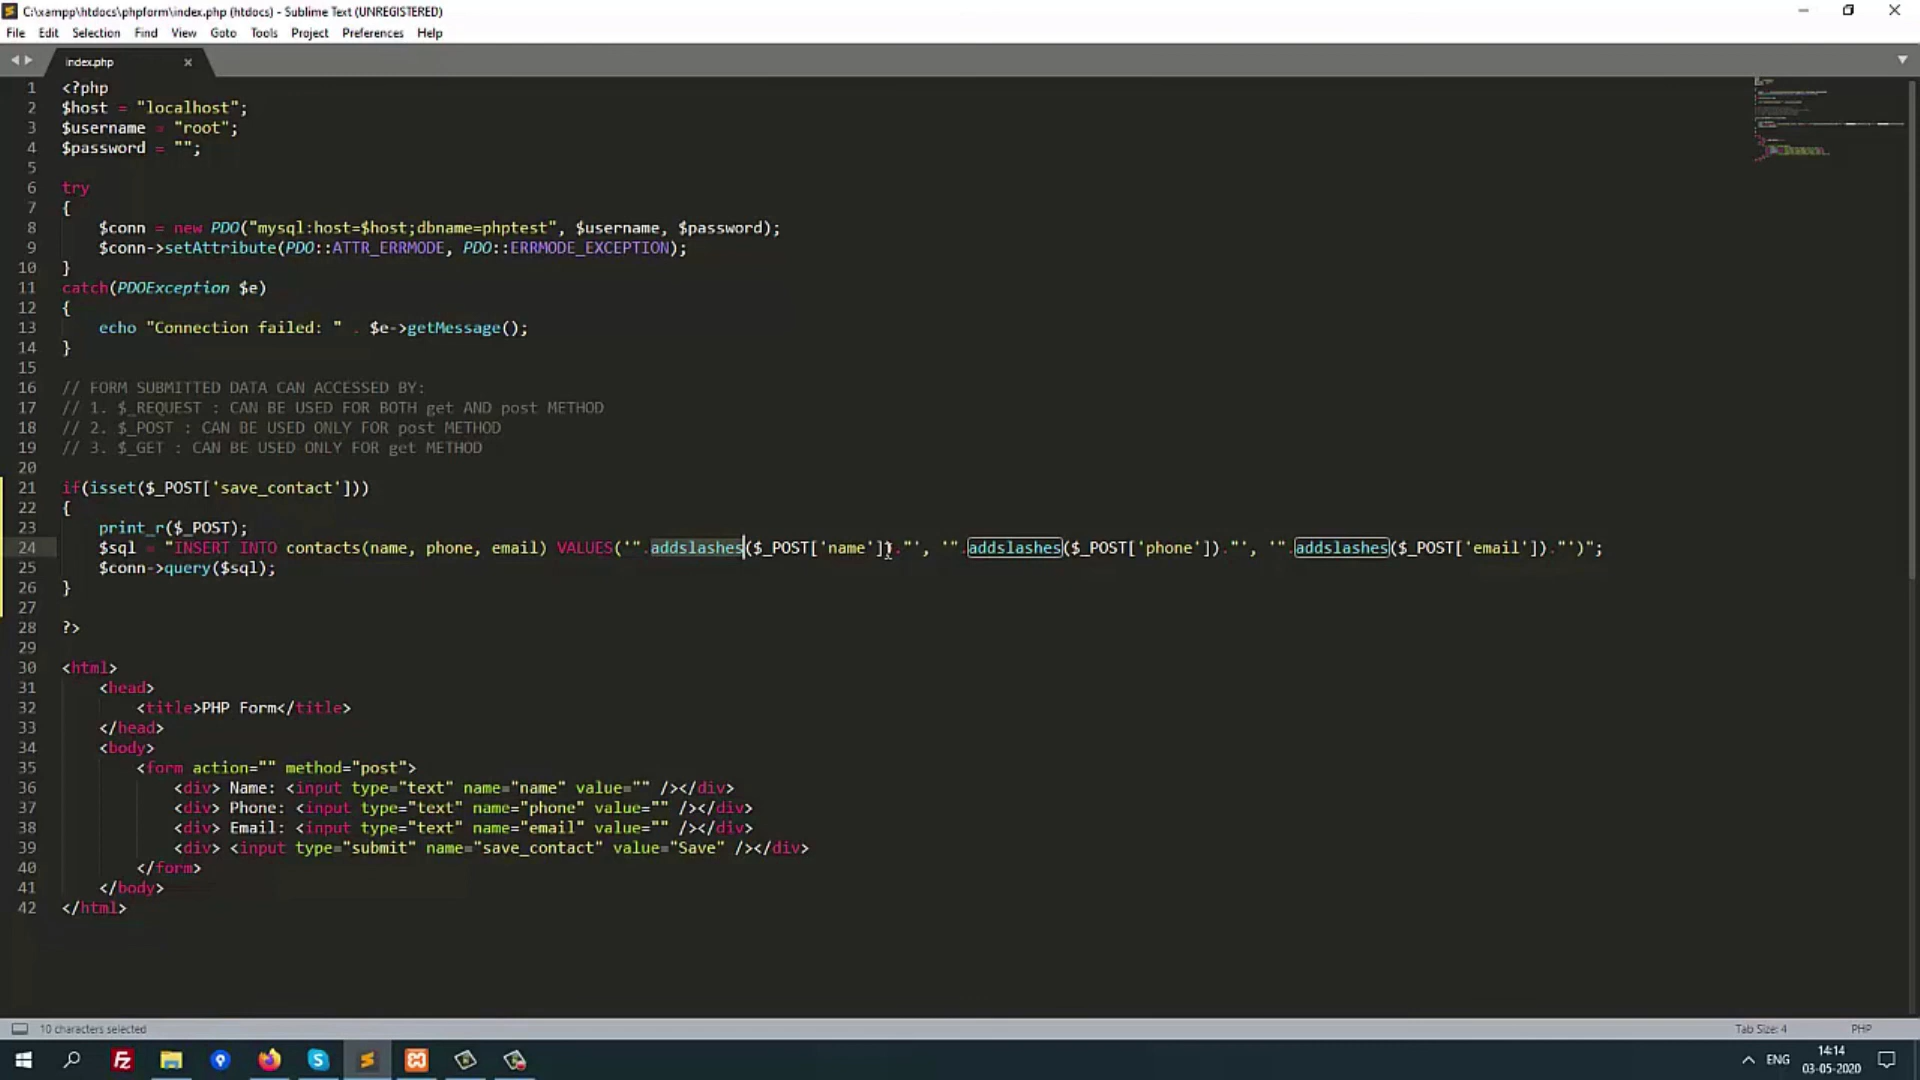 C:\xampp\htdocs\phpform\index.php (htdocs) - Sublime Text (UNREGISTERED)
File Edit Selection Find View Goto Tools Project Preferences Help
index.php
1 <?php
2 $host = "localhost";
3 $username = "root";
4 $password = "";
5
6 try
7 {
8 $conn = new PDO("mysql:host=$host;dbname=phptest", $username, $password);
9 $conn->setAttribute(PDO::ATTR_ERRMODE, PDO::ERRMODE_EXCEPTION);
10 }
11 catch(PDOException $e)
12 {
13 echo "Connection failed: " . $e->getMessage();
14 }
15
16 // FORM SUBMITTED DATA CAN ACCESSED BY:
17 // 1. $_REQUEST : CAN BE USED FOR BOTH get AND post METHOD
18 // 2. $_POST : CAN BE USED ONLY FOR post METHOD
19 // 3. $_GET : CAN BE USED ONLY FOR get METHOD
20
21 if(isset($_POST['save_contact']))
22 {
23 print_r($_POST);
24 $sql = "INSERT INTO contacts(name, phone, email) VALUES('".addslashes($_POST['name'])."', '".addslashes($_POST['phone'])."', '".addslashes($_POST['email'])."')";
25 $conn->query($sql);
26 }
27
28 ?>
29
30 <html>
31 <head>
32 <title>PHP Form</title>
33 </head>
34 <body>
35 <form action="" method="post">
36 <div> Name: <input type="text" name="name" value="" /></div>
37 <div> Phone: <input type="text" name="phone" value="" /></div>
38 <div> Email: <input type="text" name="email" value="" /></div>
39 <div> <input type="submit" name="save_contact" value="Save" /></div>
40 </form>
41 </body>
42 </html>
10 characters selected Tab Size: 4 PHP
ENG 14:14
03-05-2020